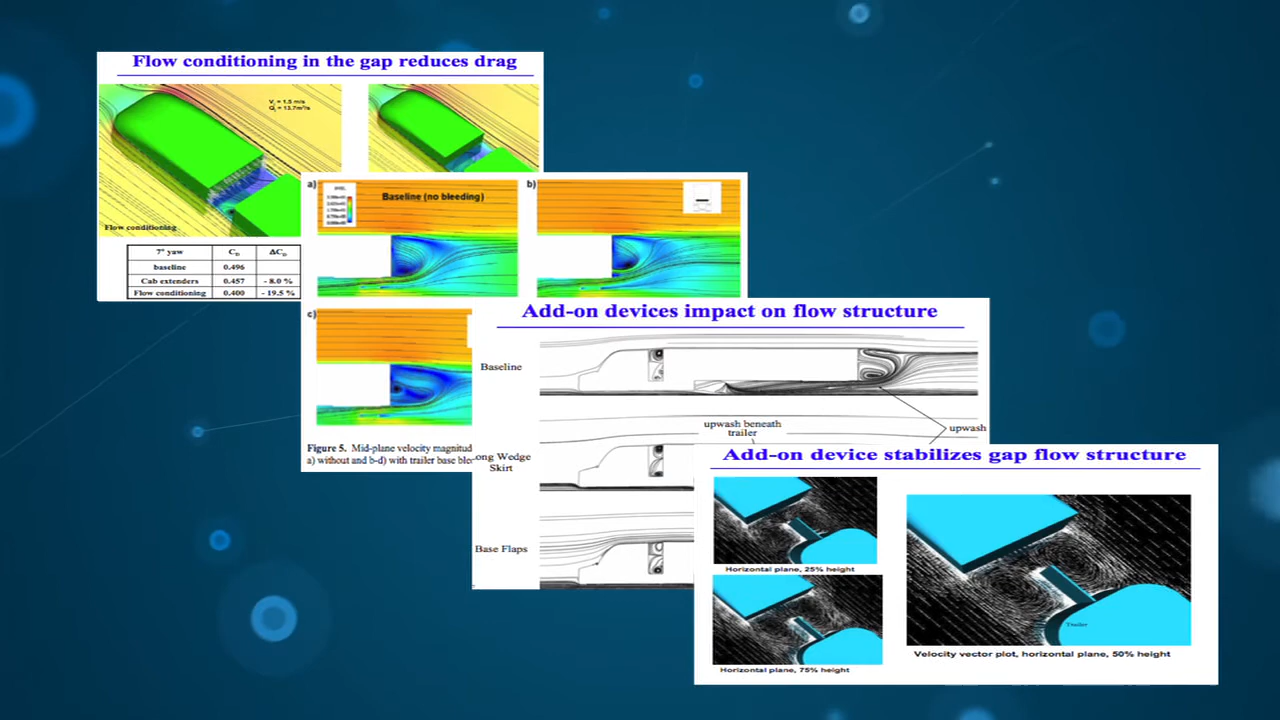 Flow conditioning in the gap reduces drag
Flow conditioning
7° yaw C_D ΔC_D
baseline 0.496
Cab extenders 0.457 - 8.0 %
Flow conditioning 0.400 - 19.5 %
a)
Baseline (no bleeding)
b)
c)
Figure 5. Mid-plane velocity magnitud
a) without and b-d) with trailer base
Add-on devices impact on flow structure
Baseline
upwash beneath
trailer
upwash
ong Wedge
Skirt
Base Flaps
Add-on device stabilizes gap flow structure
Horizontal plane, 25% height
Horizontal plane, 75% height
Trailer
Velocity vector plot, horizontal plane, 50% height